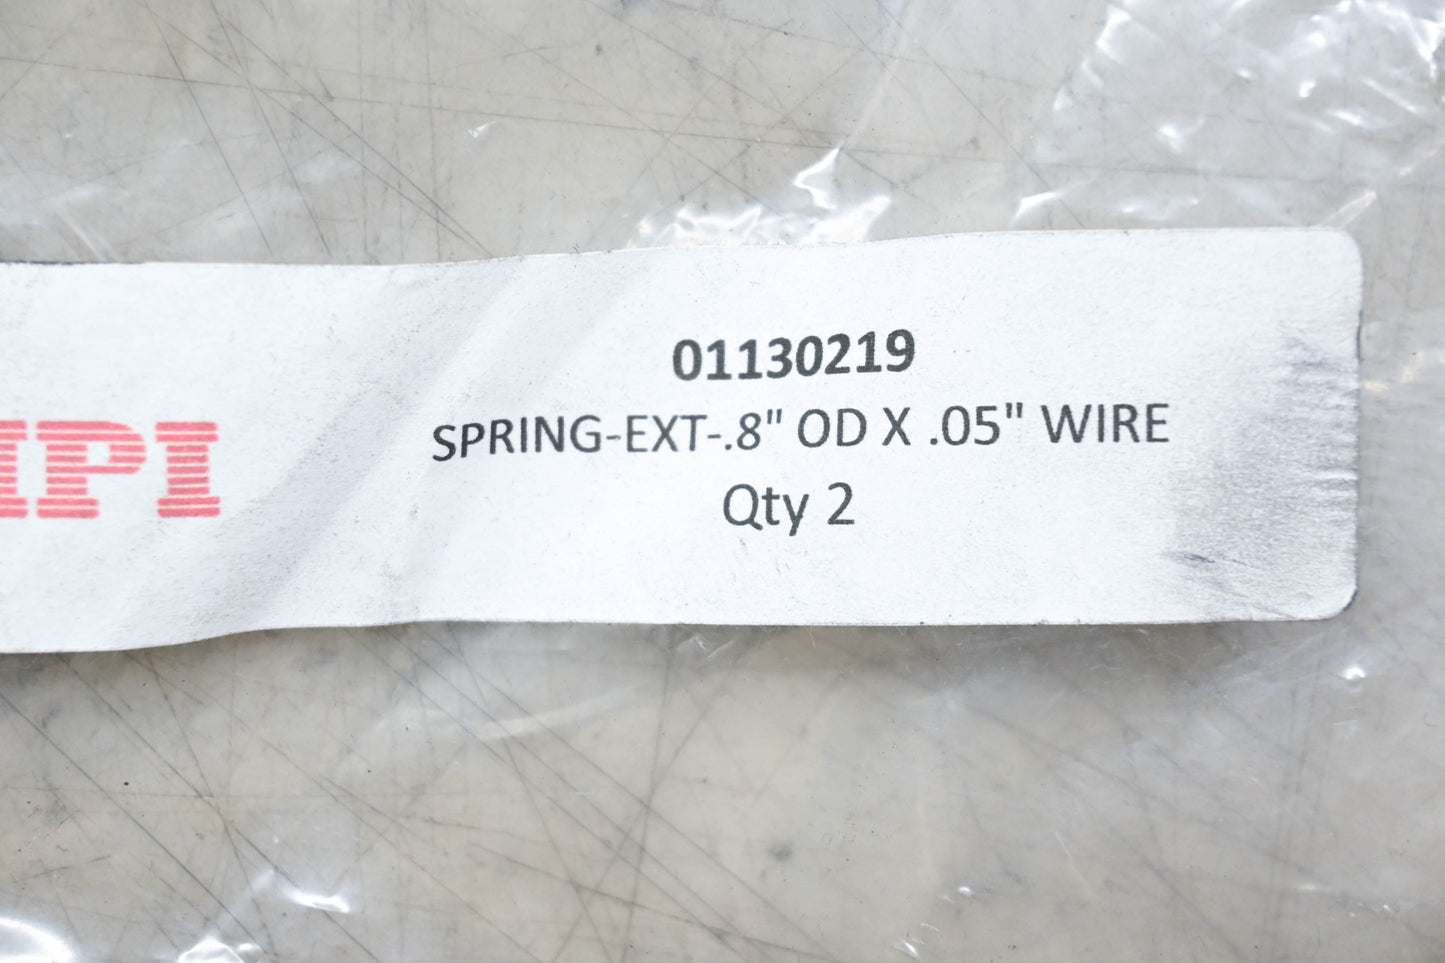 01130219
SPRING-EXT-.8" OD X .05" WIRE
Qty 2